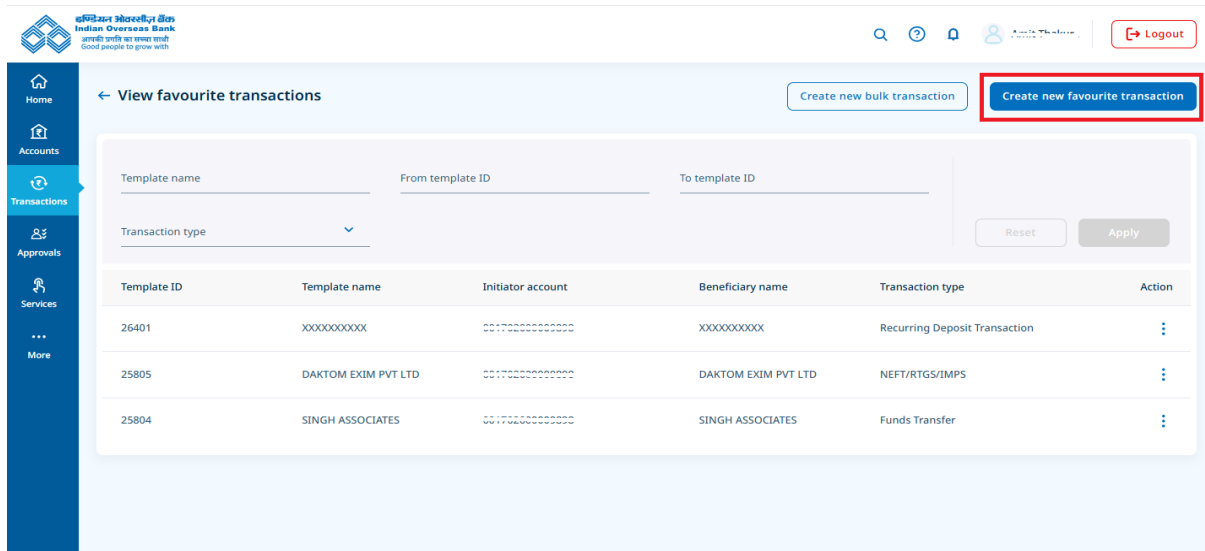 इण्डियन ओवरसीज़ बैंक
Indian Overseas Bank
आपकी प्रगति का सच्चा साथी
Good people to grow with
Logout
Home
Accounts
Transactions
Approvals
Services
More
View favourite transactions
Create new bulk transaction
Create new favourite transaction
Template name From template ID To template ID
Transaction type
Reset Apply
Template ID Template name Initiator account Beneficiary name Transaction type Action
26401 XXXXXXXXXX XXXXXXXXXX Recurring Deposit Transaction
25805 DAKTOM EXIM PVT LTD DAKTOM EXIM PVT LTD NEFT/RTGS/IMPS
25804 SINGH ASSOCIATES SINGH ASSOCIATES Funds Transfer